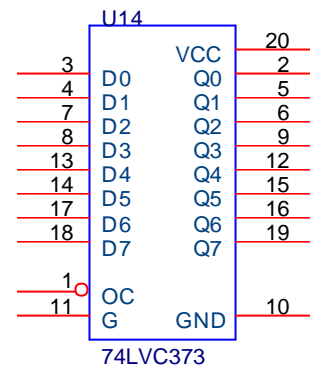 U14
VCC 20
3 D0 Q0 2
4 D1 Q1 5
7 D2 Q2 6
8 D3 Q3 9
13 D4 Q4 12
14 D5 Q5 15
17 D6 Q6 16
18 D7 Q7 19
1 OC
11 G GND 10
74LVC373